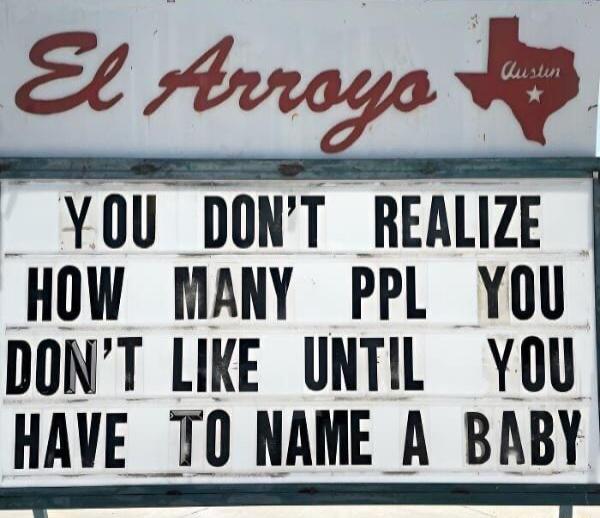 El Arroyo
Austin
YOU DON'T REALIZE
HOW MANY PPL YOU
DON'T LIKE UNTIL YOU
HAVE TO NAME A BABY